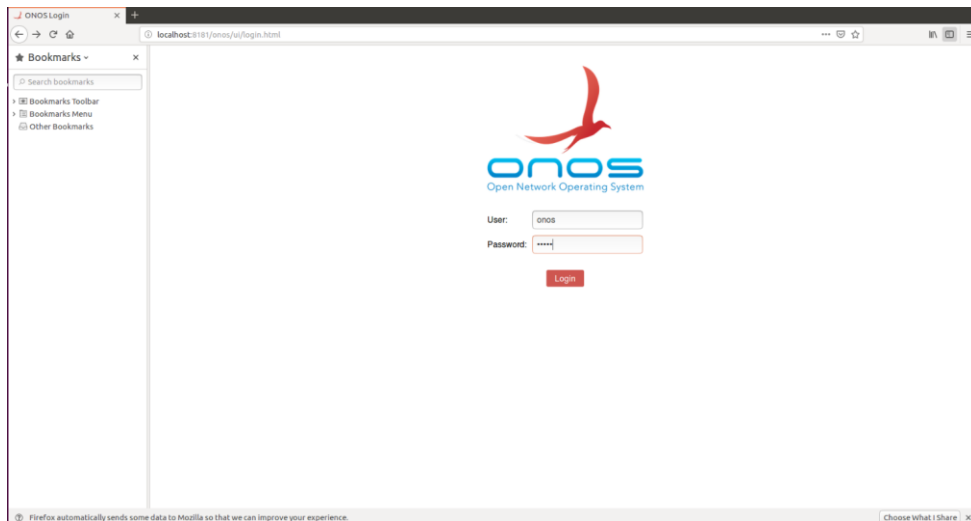 ONOS Login
localhost:8181/onos/ui/login.html
Bookmarks
Search bookmarks
Bookmarks Toolbar
Bookmarks Menu
Other Bookmarks
onos
Open Network Operating System
User: onos
Password: •••••
Login
Firefox automatically sends some data to Mozilla so that we can improve your experience.
Choose What I Share